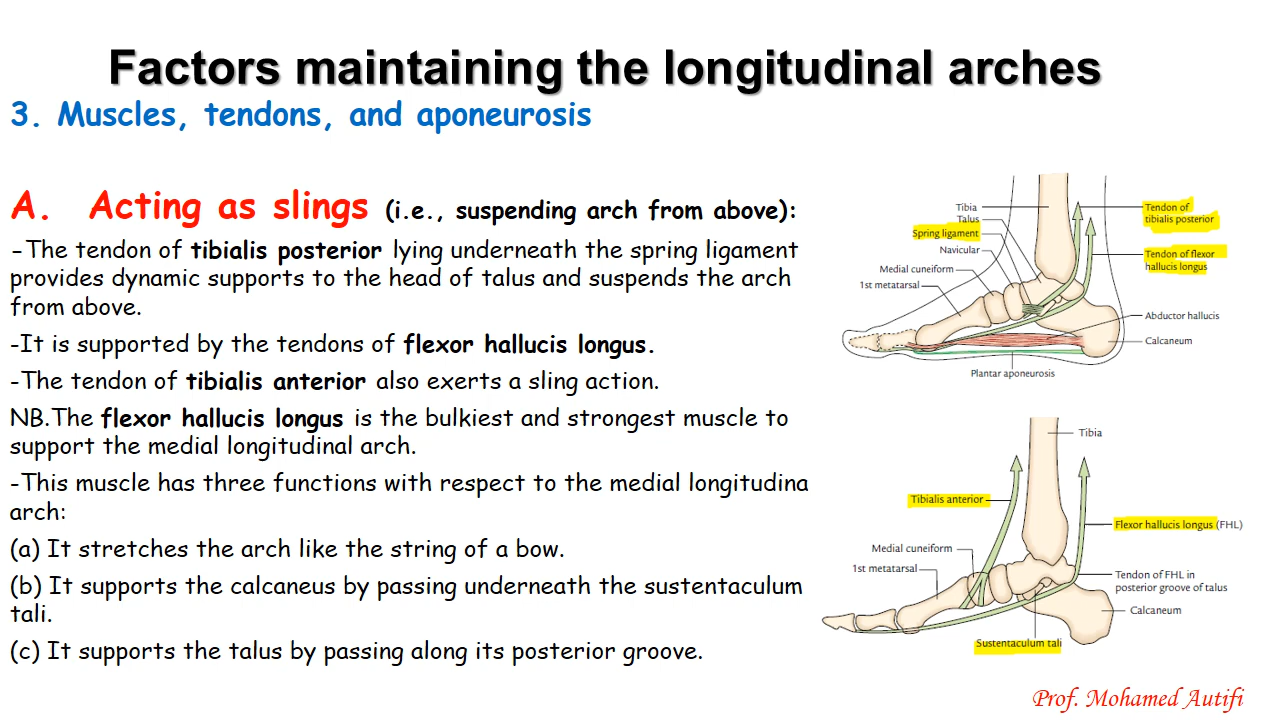 Factors maintaining the longitudinal arches
3. Muscles, tendons, and aponeurosis
A. Acting as slings (i.e., suspending arch from above):
-The tendon of tibialis posterior lying underneath the spring ligament
provides dynamic supports to the head of talus and suspends the arch
from above.
-It is supported by the tendons of flexor hallucis longus.
-The tendon of tibialis anterior also exerts a sling action.
NB.The flexor hallucis longus is the bulkiest and strongest muscle to
support the medial longitudinal arch.
-This muscle has three functions with respect to the medial longitudina
arch:
(a) It stretches the arch like the string of a bow.
(b) It supports the calcaneus by passing underneath the sustentaculum
tali.
(c) It supports the talus by passing along its posterior groove.
Tibia
Talus
Spring ligament
Navicular
Medial cuneiform
1st metatarsal
Tendon of
tibialis posterior
Tendon of flexor
hallucis longus
Abductor hallucis
Calcaneum
Plantar aponeurosis
Tibia
Tibialis anterior
Flexor hallucis longus (FHL)
Medial cuneiform
1st metatarsal
Tendon of FHL in
posterior groove of talus
Calcaneum
Sustentaculum tali
Prof. Mohamed Autifi